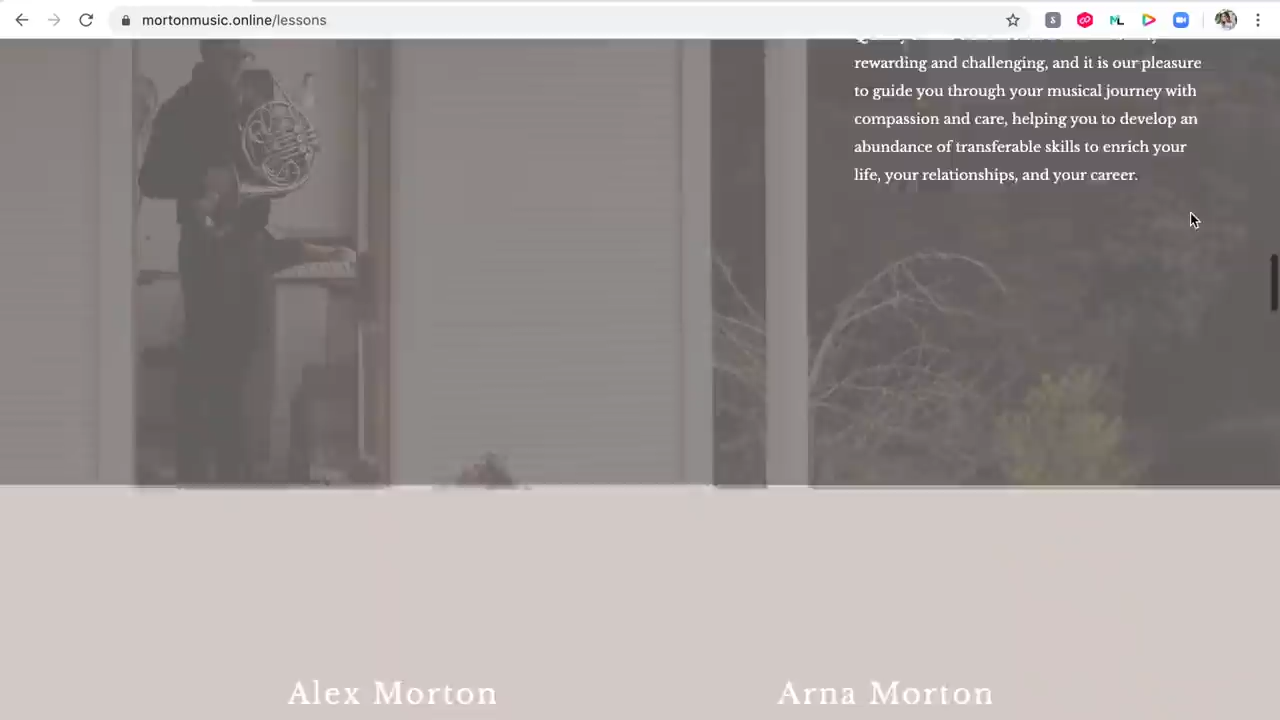 mortonmusic.online/lessons
rewarding and challenging, and it is our pleasure
to guide you through your musical journey with
compassion and care, helping you to develop an
abundance of transferable skills to enrich your
life, your relationships, and your career.
Alex Morton
Arna Morton